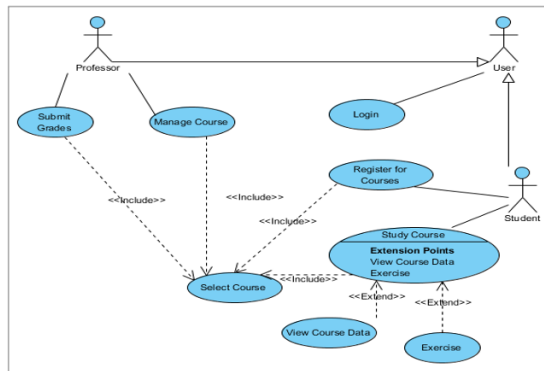 Professor
User
Submit
Grades
Manage Course
Login
Register for
Courses
<<Include>>
<<Include>>
Student
Study Course
Extension Points
View Course Data
Exercise
<<Include>>
Select Course
<<Extend>>
<<Extend>>
View Course Data
Exercise